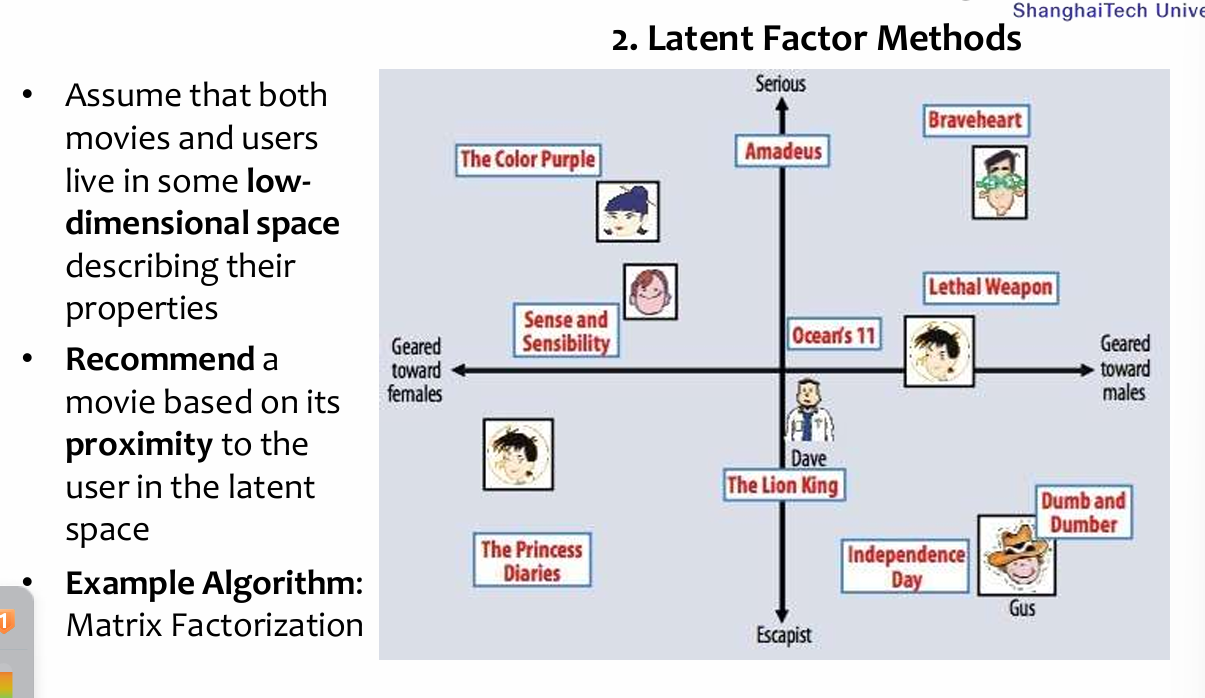 ShanghaiTech Unive
2. Latent Factor Methods
• Assume that both
movies and users
live in some low-
dimensional space
describing their
properties
• Recommend a
movie based on its
proximity to the
user in the latent
space
• Example Algorithm:
Matrix Factorization
1
Serious
Braveheart
Amadeus
The Color Purple
Lethal Weapon
Sense and
Sensibility
Ocean's 11
Geared
toward
females
Geared
toward
males
Dave
The Lion King
Dumb and
Dumber
The Princess
Diaries
Independence
Day
Gus
Escapist